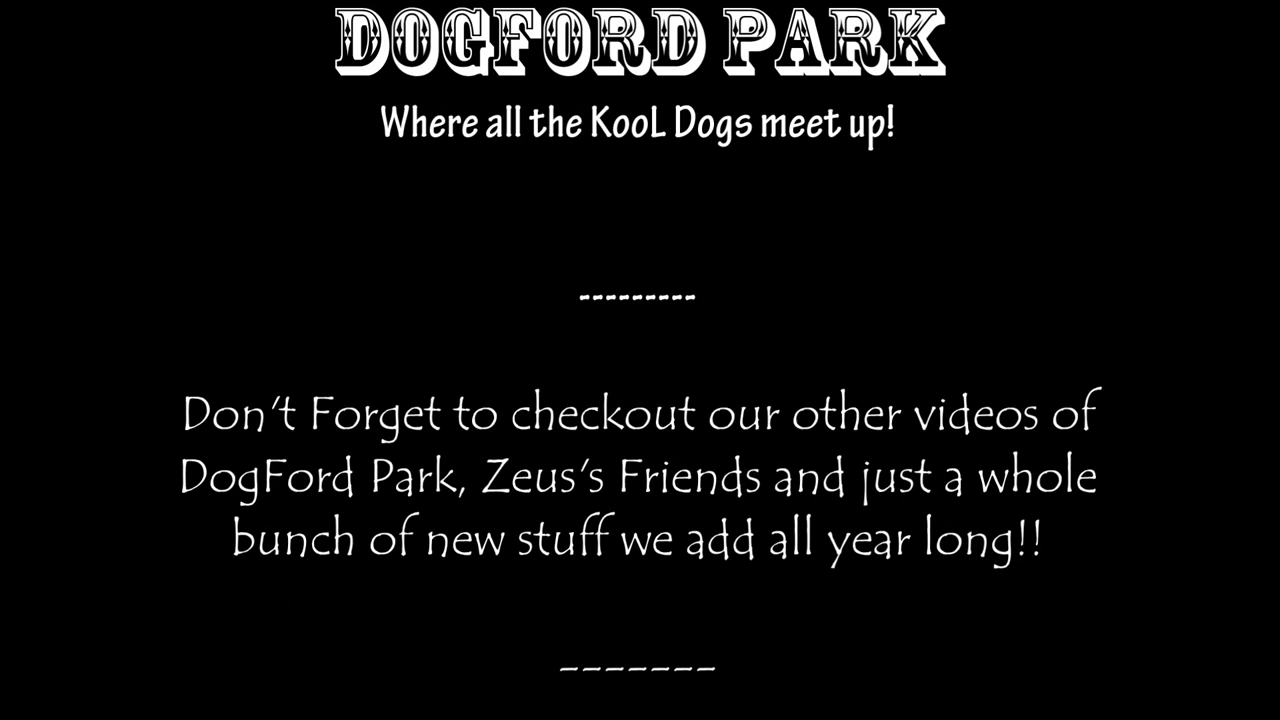 DOGFORD PARK
Where all the KooL Dogs meet up!
---------
Don't Forget to checkout our other videos of
DogFord Park, Zeus's Friends and just a whole
bunch of new stuff we add all year long!!
-------